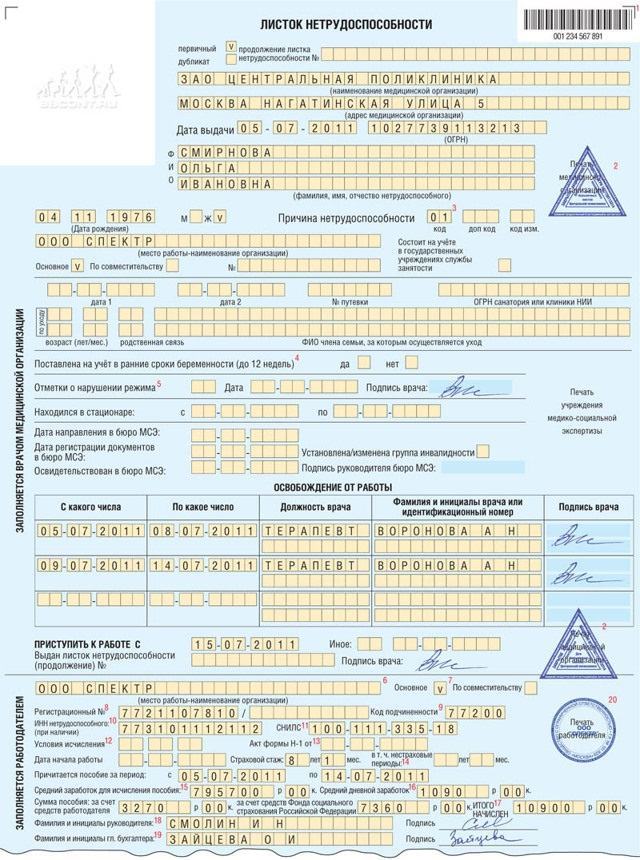 1
001 234 567 891
ЛИСТОК НЕТРУДОСПОСОБНОСТИ
BBCONT.RU
первичный v продолжение листка
дубликат нетрудоспособности №
ЗАО ЦЕНТРАЛЬНАЯ ПОЛИКЛИНИКА
(наименование медицинской организации)
МОСКВА НАГАТИНСКАЯ УЛИЦА 5
(адрес медицинской организации)
Дата выдачи 05-07-2011 1027739113213
(ОГРН)
Ф СМИРНОВА
И ОЛЬГА
О ИВАНОВНА
(фамилия, имя, отчество нетрудоспособного)
Печать медицинской организации 2
04 11 1976 м ж v Причина нетрудоспособности 01 3
(Дата рождения) код доп код код изм.
ООО СПЕКТР
(место работы-наименование организации)
Состоит на учёте
в государственных
учреждениях службы
занятости
Основное v По совместительству №
дата 1 дата 2 № путевки ОГРН санатория или клиники НИИ
по уходу
по уходу
возраст (лет/мес.) родственная связь ФИО члена семьи, за которым осуществляется уход
ЗАПОЛНЯЕТСЯ ВРАЧОМ МЕДИЦИНСКОЙ ОРГАНИЗАЦИИ
Поставлена на учёт в ранние сроки беременности (до 12 недель) 4 да нет
Отметки о нарушении режима 5 Дата Подпись врача:
Печать
учреждения
медико-социальной
экспертизы
Находился в стационаре: с по
Дата направления в бюро МСЭ:
Дата регистрации документов
в бюро МСЭ: Установлена/изменена группа инвалидности
Освидетельствован в бюро МСЭ: Подпись руководителя бюро МСЭ:
ОСВОБОЖДЕНИЕ ОТ РАБОТЫ
С какого числа По какое число Должность врача Фамилия и инициалы врача или идентификационный номер Подпись врача
05-07-2011 08-07-2011 ТЕРАПЕВТ ВОРОНОВА А Н
09-07-2011 14-07-2011 ТЕРАПЕВТ ВОРОНОВА А Н
2
ПРИСТУПИТЬ К РАБОТЕ С 15-07-2011 Иное:
Выдан листок нетрудоспособности
(продолжение) № Подпись врача:
Печать медицинской организации
ЗАПОЛНЯЕТСЯ РАБОТОДАТЕЛЕМ
ООО СПЕКТР 6 Основное v 7 По совместительству
(место работы-наименование организации)
20
Печать работодателя
Регистрационный № 8 7721107810/ Код подчиненности 9 77200
ИНН нетрудоспособного: 10
(при наличии) 773101112112 СНИЛС 11 100-111-335-18
Условия исчисления 12 Акт формы Н-1 от 13
Дата начала работы Страховой стаж: 8 лет 1 мес. в т. ч. нестраховые периоды: 14 лет мес.
Причитается пособие за период: с 05-07-2011 по 14-07-2011
Средний заработок для исчисления пособия: 15 795700 р 00 к. Средний дневной заработок 16 1090 р 00 к.
Сумма пособия: за счет
средств работодателя 3270 р 00 к. за счет средств Фонда социального
страхования Российской Федерации 7360 р 00 к. ИТОГО 17
НАЧИСЛЕН 10900 р 00 к.
Фамилия и инициалы руководителя: 18 СМОЛИН И Н Подпись
Фамилия и инициалы гл. бухгалтера: 19 ЗАЙЦЕВА О И Подпись Зайцева